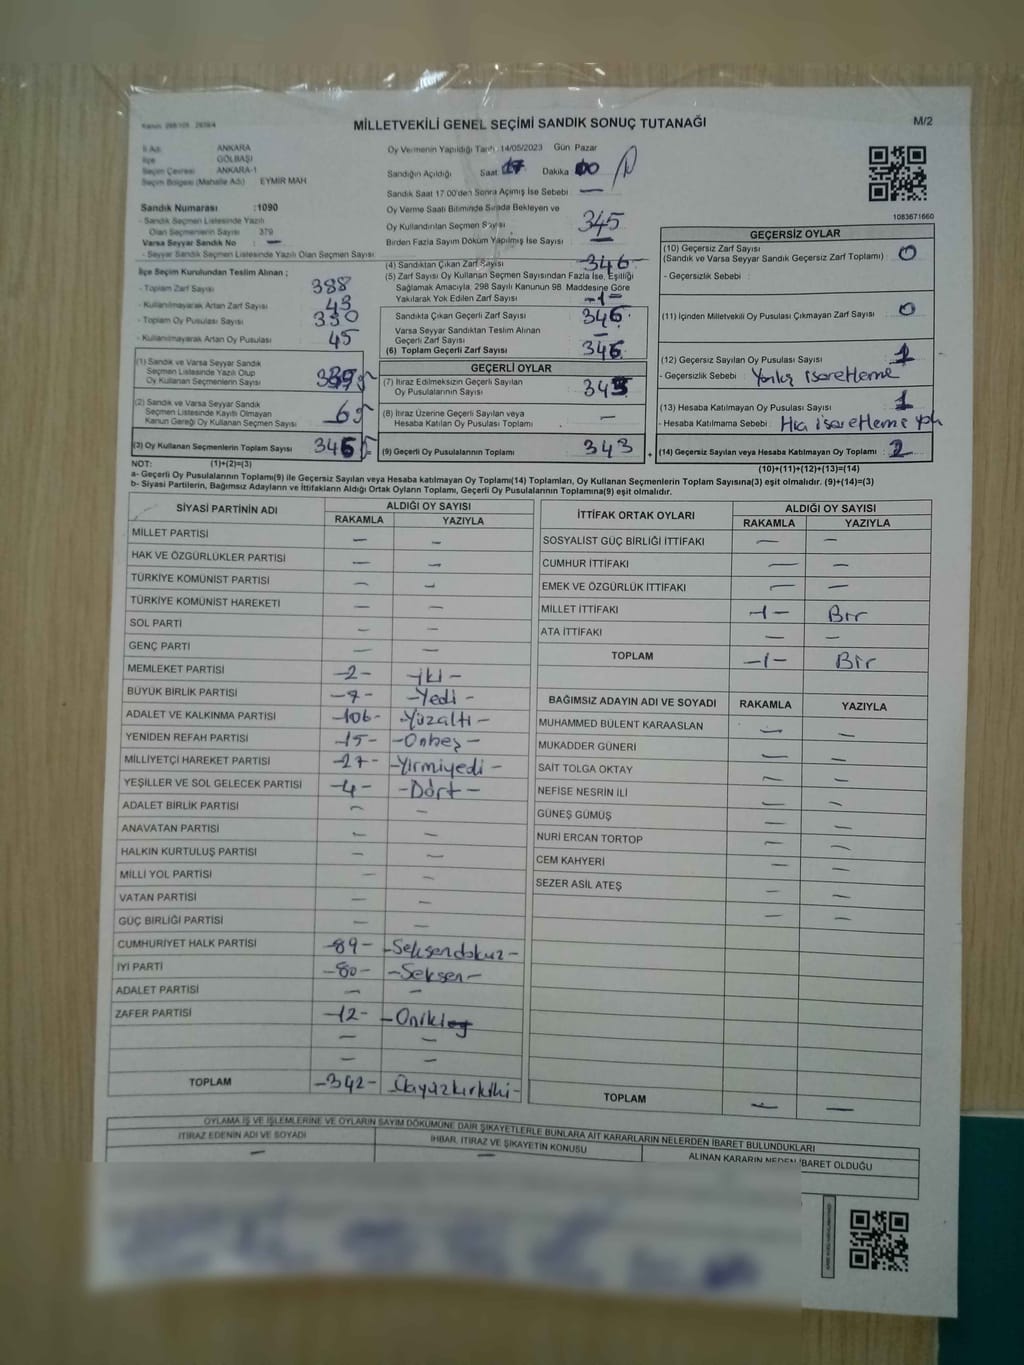 MİLLETVEKİLİ GENEL SEÇİMİ SANDIK SONUÇ TUTANAĞI
M/2
İl Adı ANKARA
İlçe GÖLBAŞI
Seçim Çevresi ANKARA-1
Seçim Bölgesi (Mahalle Adı) EYMİR MAH
Sandık Numarası :1090
- Sandık Seçmen Listesinde Yazılı
Olan Seçmen Sayısı 379
Varsa Seyyar Sandık No —
- Seyyar Sandık Seçmen Listesinde Yazılı Olan Seçmen Sayısı
Oy Vermenin Yapıldığı Tarih :14/05/2023 Gün Pazar
Sandığın Açıldığı Saat 17 Dakika 00
Sandık Saat 17.00'den Sonra Açılmış İse Sebebi —
Oy Verme Saati Bitiminde Sırada Bekleyen ve
Oy Kullandırılan Seçmen Sayısı 345
Birden Fazla Sayım Döküm Yapılmış İse Sayısı —
1083671660
İlçe Seçim Kurulundan Teslim Alınan ;
- Toplam Zarf Sayısı 388
- Kullanılmayarak Artan Zarf Sayısı 43
- Toplam Oy Pusulası Sayısı
- Kullanılmayarak Artan Oy Pusulası 45
(1) Sandık ve Varsa Seyyar Sandık
Seçmen Listesinde Yazılı Olup
Oy Kullanan Seçmenlerin Sayısı
(2) Sandık ve Varsa Seyyar Sandık
Seçmen Listesinde Kayıtlı Olmayan
Kanun Gereği Oy Kullanan Seçmen Sayısı 6
(3) Oy Kullanan Seçmenlerin Toplam Sayısı 345
(1)+(2)=(3)
(4) Sandıktan Çıkan Zarf Sayısı -346-
(5) Zarf Sayısı Oy Kullanan Seçmen Sayısından Fazla İse, Eşitliği
Sağlamak Amacıyla, 298 Sayılı Kanunun 98. Maddesine Göre
Yakılarak Yok Edilen Zarf Sayısı -1-
Sandıkta Çıkan Geçerli Zarf Sayısı 346
Varsa Seyyar Sandıktan Teslim Alınan
Geçerli Zarf Sayısı —
(6) Toplam Geçerli Zarf Sayısı 346
GEÇERLİ OYLAR
(7) İtiraz Edilmeksizin Geçerli Sayılan
Oy Pusulalarının Sayısı 343
(8) İtiraz Üzerine Geçerli Sayılan veya
Hesaba Katılan Oy Pusulası Toplamı —
(9) Geçerli Oy Pusulalarının Toplamı 343
GEÇERSİZ OYLAR
(10) Geçersiz Zarf Sayısı
(Sandık ve Varsa Seyyar Sandık Geçersiz Zarf Toplamı) 0
- Geçersizlik Sebebi :
(11) İçinden Milletvekili Oy Pusulası Çıkmayan Zarf Sayısı 0
(12) Geçersiz Sayılan Oy Pusulası Sayısı 1
- Geçersizlik Sebebi : Yanlış işaretleme
(13) Hesaba Katılmayan Oy Pusulası Sayısı 1
- Hesaba Katılmama Sebebi : Hiç işaretleme yok
+ (14) Geçersiz Sayılan veya Hesaba Katılmayan Oy Toplamı : 2
(10)+(11)+(12)+(13)=(14)
NOT:
a- Geçerli Oy Pusulalarının Toplamı(9) ile Geçersiz Sayılan veya Hesaba katılmayan Oy Toplamı(14) Toplamları, Oy Kullanan Seçmenlerin Toplam Sayısına(3) eşit olmalıdır. (9)+(14)=(3)
b- Siyasi Partilerin, Bağımsız Adayların ve İttifakların Aldığı Ortak Oyların Toplamı, Geçerli Oy Pusulalarının Toplamına(9) eşit olmalıdır.
SİYASİ PARTİNİN ADI ALDIĞI OY SAYISI
RAKAMLA YAZIYLA
MİLLET PARTİSİ — —
HAK VE ÖZGÜRLÜKLER PARTİSİ — —
TÜRKİYE KOMÜNİST PARTİSİ — —
TÜRKİYE KOMÜNİST HAREKETİ — —
SOL PARTİ — —
GENÇ PARTİ — —
MEMLEKET PARTİSİ -2- -iki-
BÜYÜK BİRLİK PARTİSİ -7- -Yedi-
ADALET VE KALKINMA PARTİSİ -106- -Yüzaltı-
YENİDEN REFAH PARTİSİ -15- -Onbeş-
MİLLİYETÇİ HAREKET PARTİSİ -27- -Yirmiyedi-
YEŞİLLER VE SOL GELECEK PARTİSİ -4- -Dört-
ADALET BİRLİK PARTİSİ — —
ANAVATAN PARTİSİ — —
HALKIN KURTULUŞ PARTİSİ — —
MİLLİ YOL PARTİSİ — —
VATAN PARTİSİ — —
GÜÇ BİRLİĞİ PARTİSİ — —
CUMHURİYET HALK PARTİSİ -89- -Seksendokuz-
İYİ PARTİ -80- -Seksen-
ADALET PARTİSİ — —
ZAFER PARTİSİ -12- -Oniki
— —
— —
TOPLAM -342- Üçyüzkırkiki-
İTTİFAK ORTAK OYLARI ALDIĞI OY SAYISI
RAKAMLA YAZIYLA
SOSYALİST GÜÇ BİRLİĞİ İTTİFAKI — —
CUMHUR İTTİFAKI — —
EMEK VE ÖZGÜRLÜK İTTİFAKI — —
MİLLET İTTİFAKI -1- Bir
ATA İTTİFAKI — —
TOPLAM -1- Bir
BAĞIMSIZ ADAYIN ADI VE SOYADI RAKAMLA YAZIYLA
MUHAMMED BÜLENT KARAASLAN — —
MUKADDER GÜNERİ — —
SAİT TOLGA OKTAY — —
NEFİSE NESRİN İLİ — —
GÜNEŞ GÜMÜŞ — —
NURİ ERCAN TORTOP — —
CEM KAHYERİ — —
SEZER ASİL ATEŞ — —
— —
TOPLAM — —
OYLAMA İŞ VE İŞLEMLERİNE VE OYLARIN SAYIM DÖKÜMÜNE DAİR ŞİKAYETLERLE BUNLARA AİT KARARLARIN NELERDEN İBARET BULUNDUKLARI
İTİRAZ EDENİN ADI VE SOYADI İHBAR, İTİRAZ VE ŞİKAYETİN KONUSU ALINAN KARARIN NEDEN İBARET OLDUĞU
— —